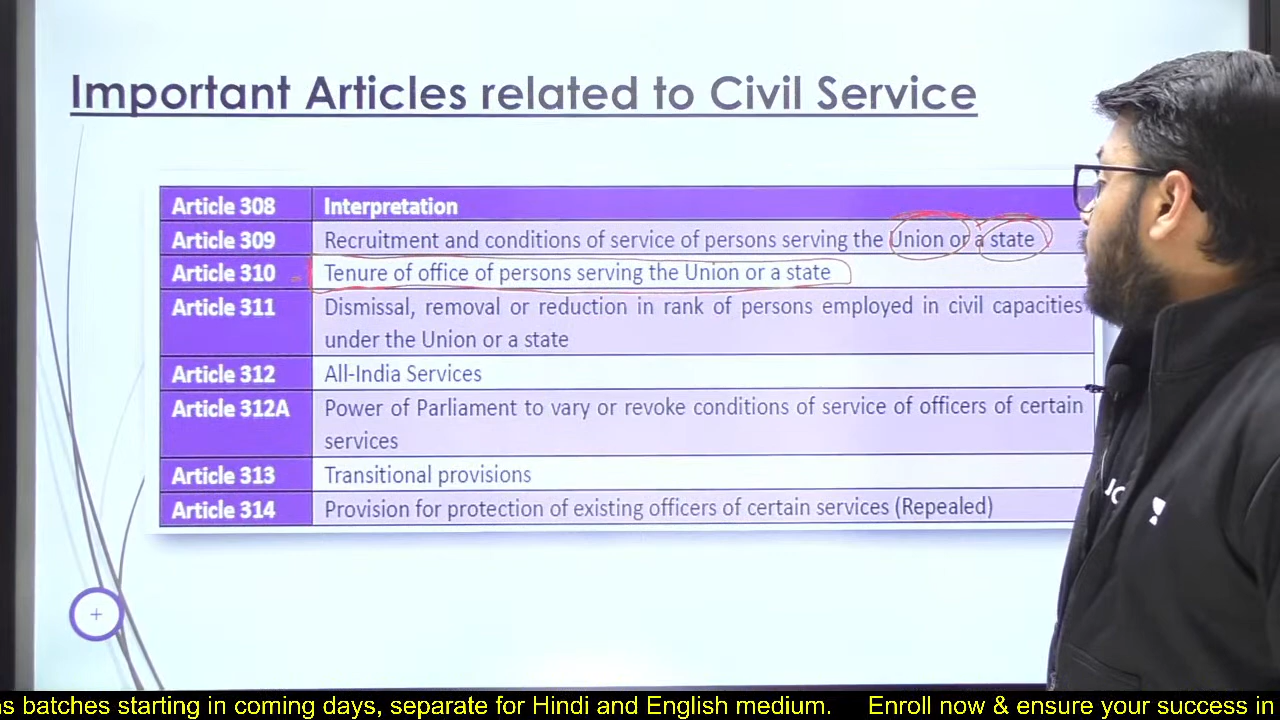 Important Articles related to Civil Service
Article 308 Interpretation
Article 309 Recruitment and conditions of service of persons serving the Union or a state
Article 310 Tenure of office of persons serving the Union or a state
Article 311 Dismissal, removal or reduction in rank of persons employed in civil capacities
under the Union or a state
Article 312 All-India Services
Article 312A Power of Parliament to vary or revoke conditions of service of officers of certain
services
Article 313 Transitional provisions
Article 314 Provision for protection of existing officers of certain services (Repealed)
batches starting in coming days, separate for Hindi and English medium. Enroll now & ensure your success in